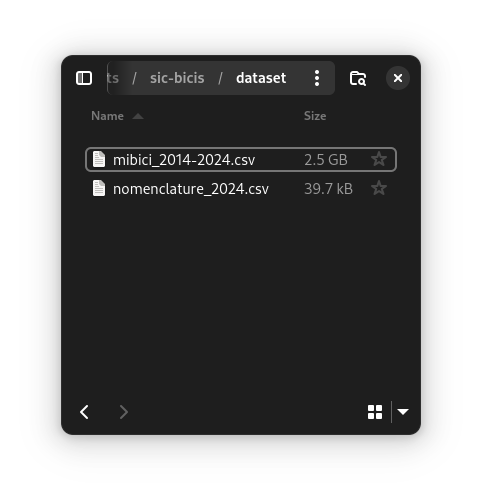 ts / sic-bicis / dataset
Name Size
mibici_2014-2024.csv 2.5 GB
nomenclature_2024.csv 39.7 kB